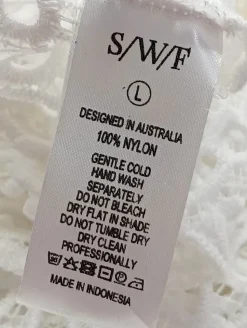 S/W/F
L
DESIGNED IN AUSTRALIA
100% NYLON
GENTLE COLD
HAND WASH
SEPARATELY
DO NOT BLEACH
DRY FLAT IN SHADE
DO NOT TUMBLE DRY
DRY CLEAN
PROFESSIONALLY
MADE IN INDONESIA